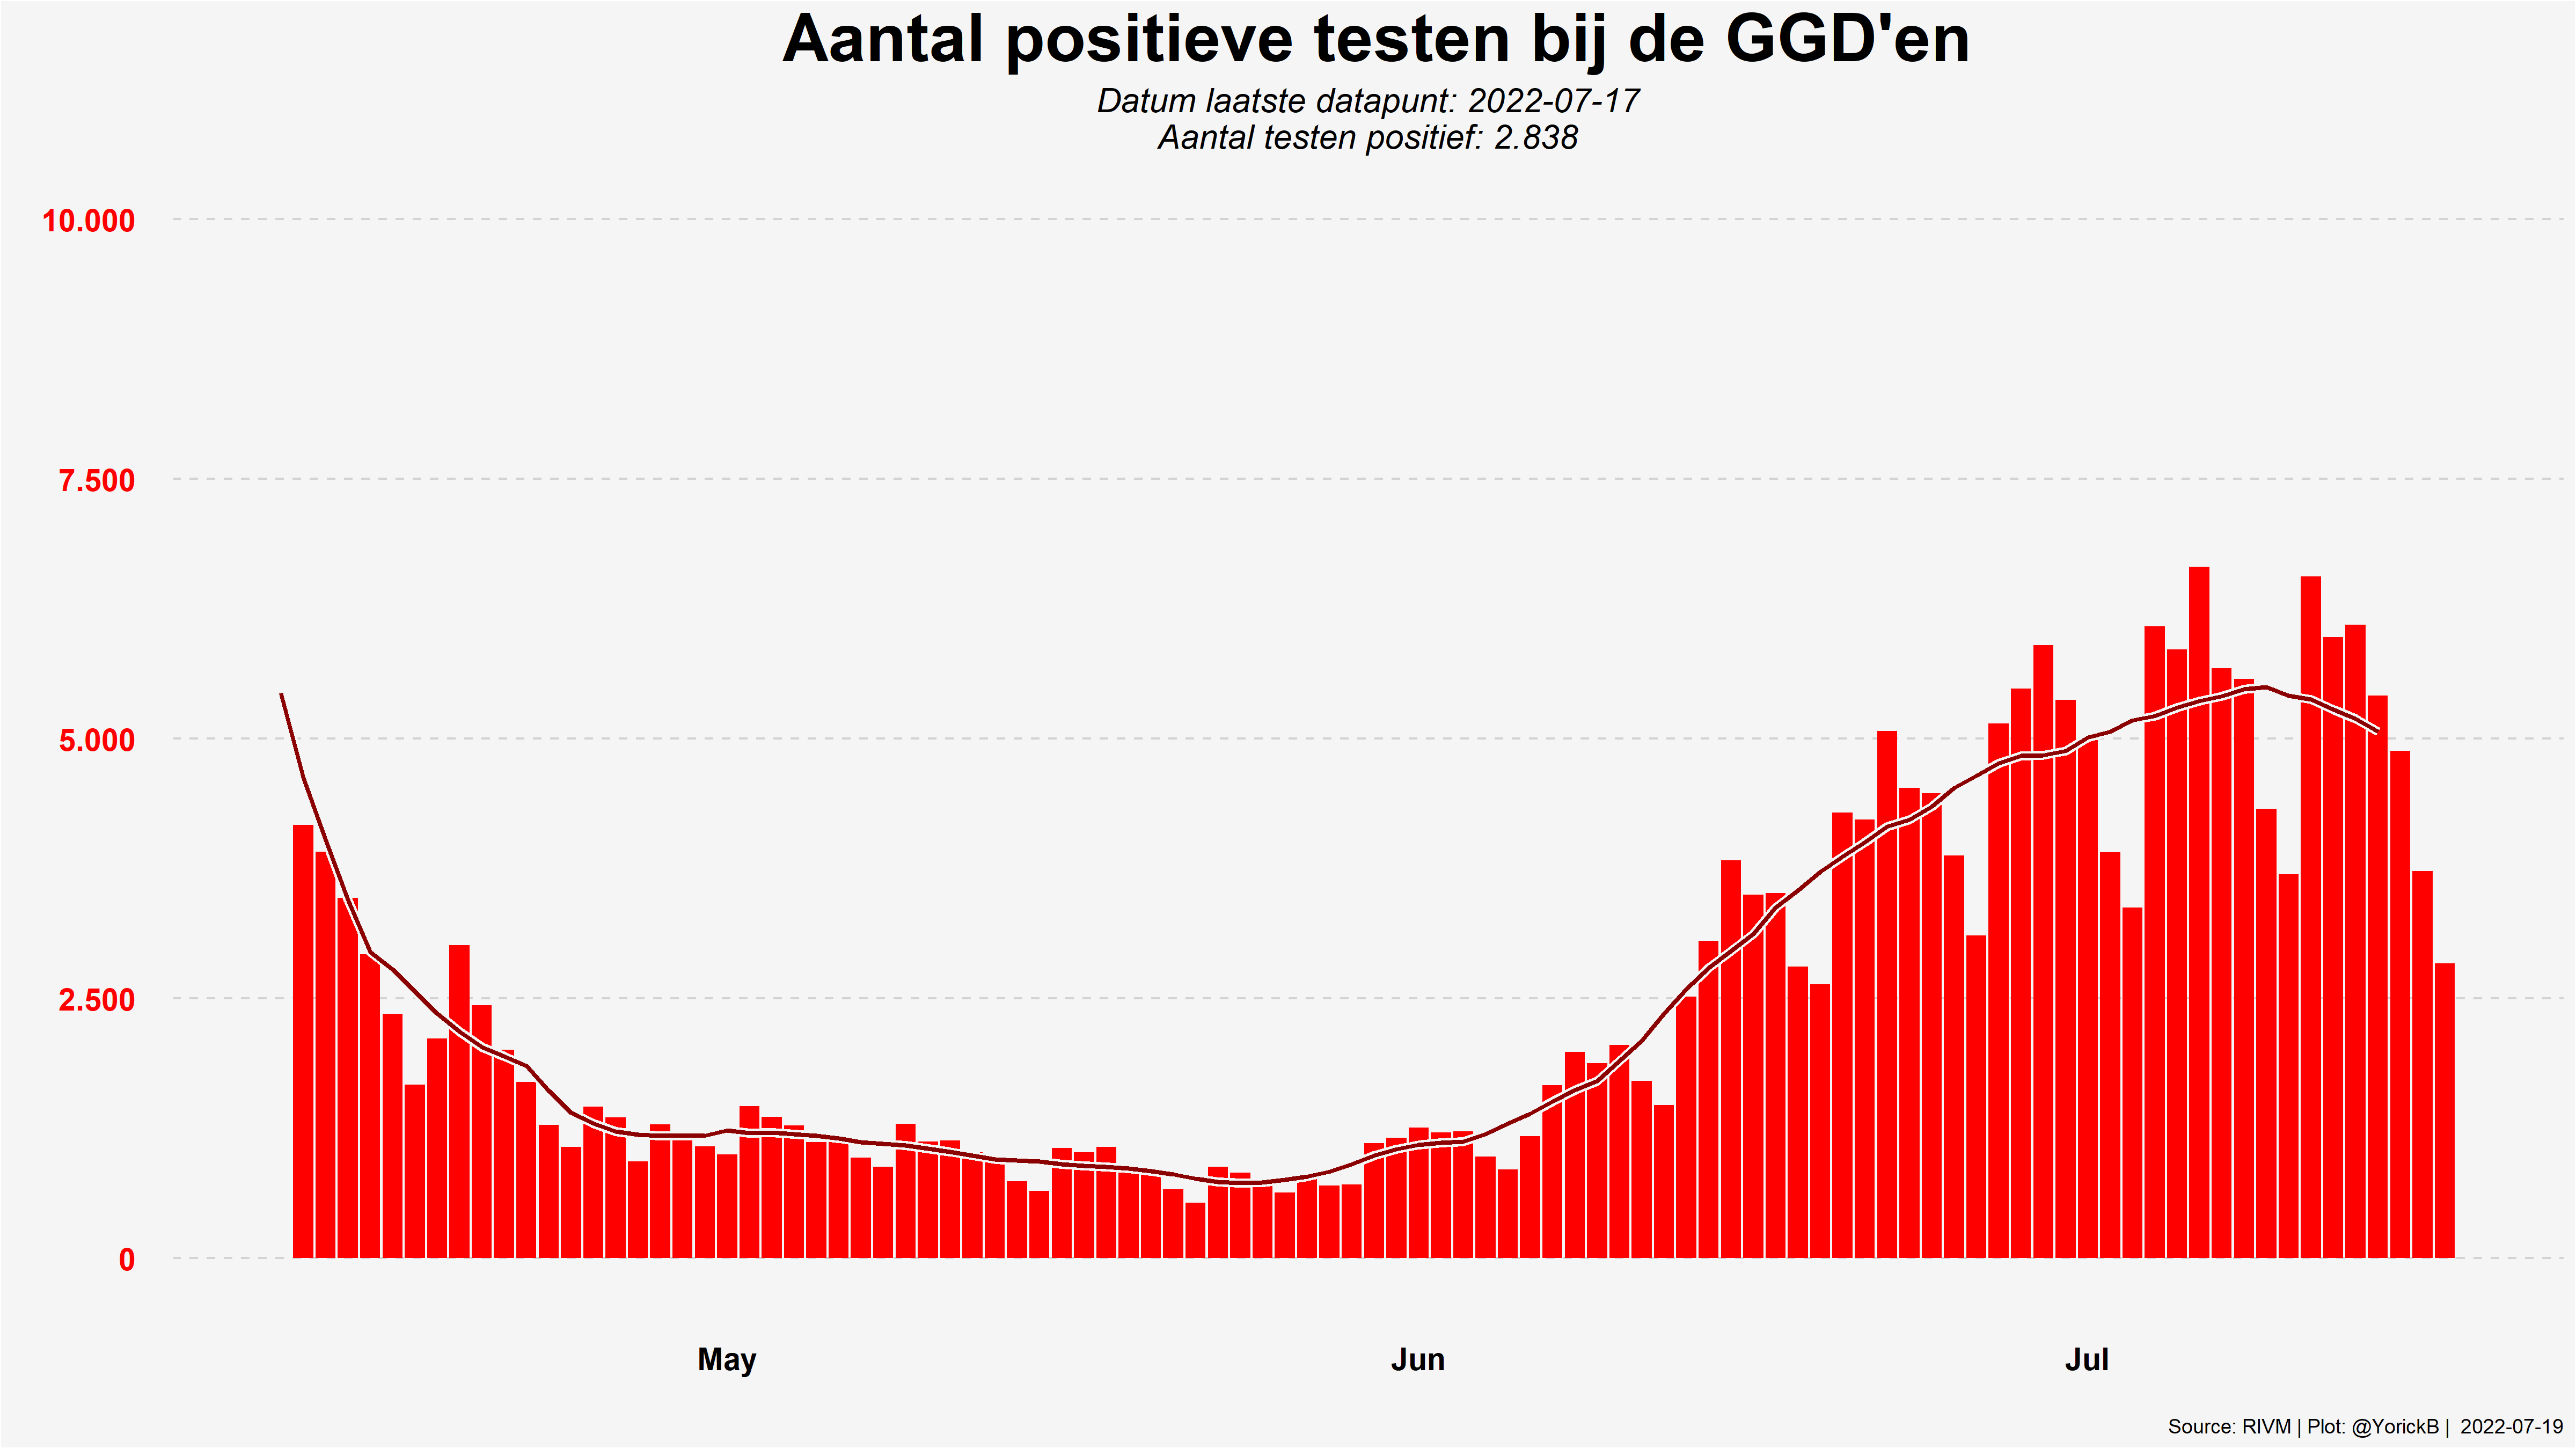 Aantal positieve testen bij de GGD'en
Datum laatste datapunt: 2022-07-17
Aantal testen positief: 2.838
10.000
7.500
5.000
2.500
0
May Jun Jul
Source: RIVM | Plot: @YorickB | 2022-07-19